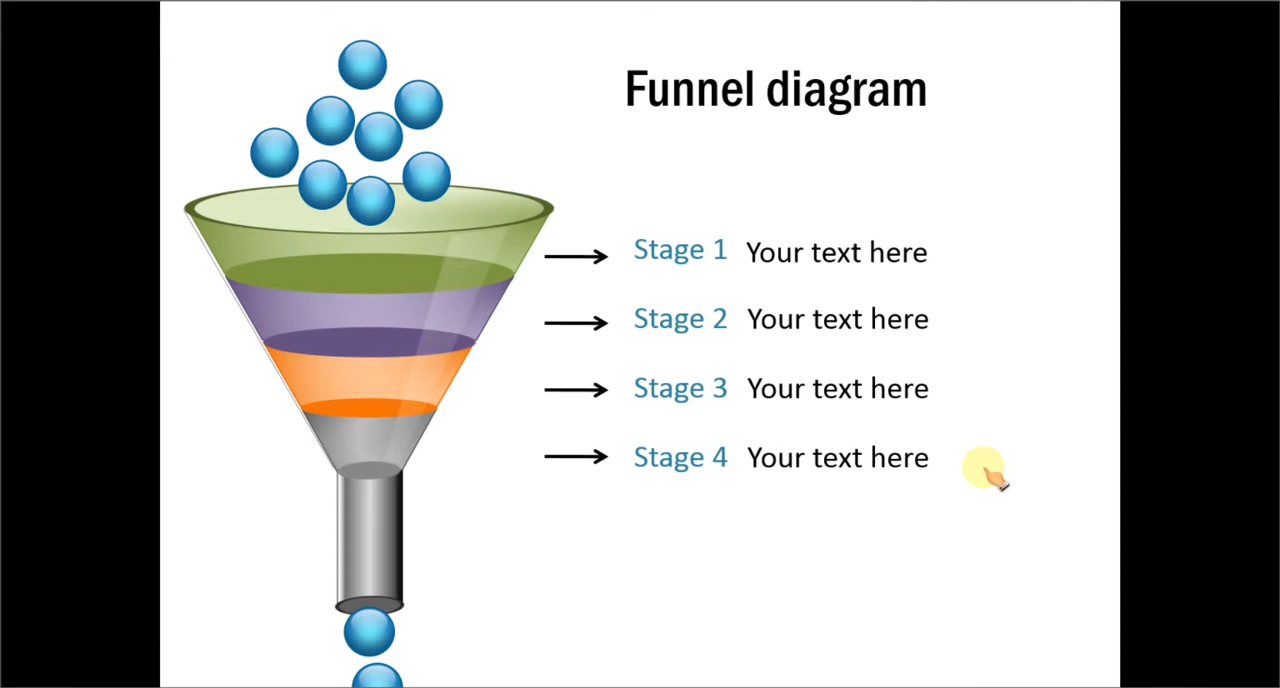 Funnel diagram
Stage 1 Your text here
Stage 2 Your text here
Stage 3 Your text here
Stage 4 Your text here